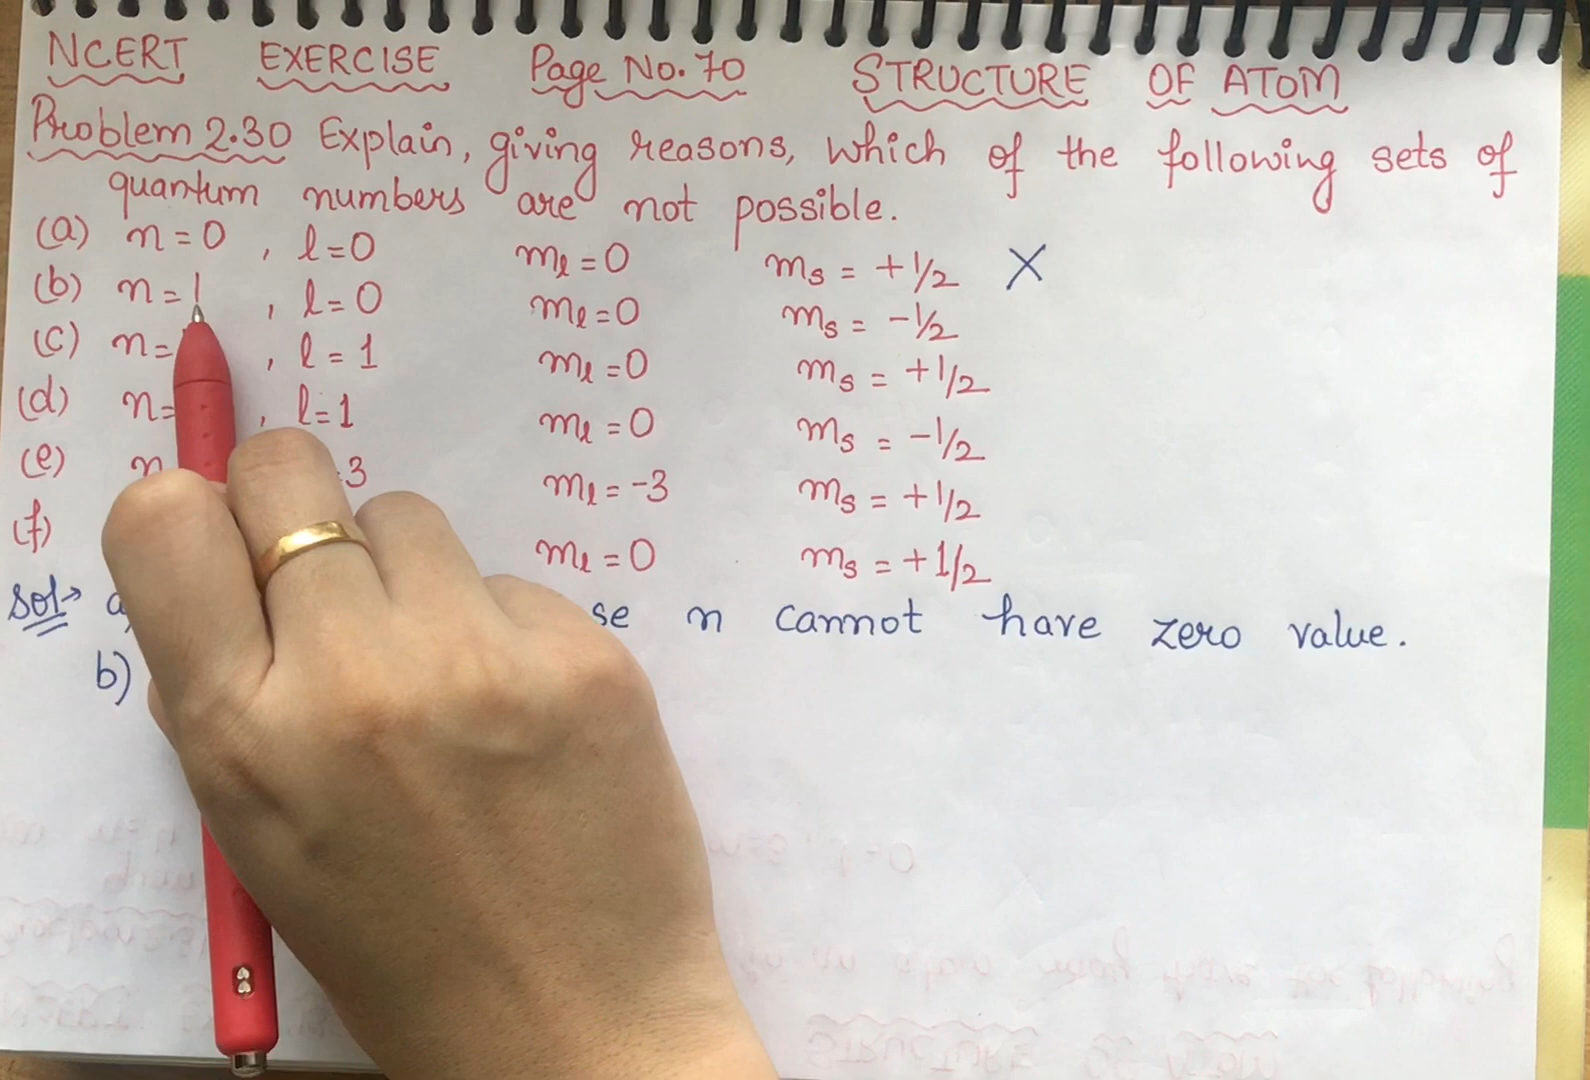 NCERT EXERCISE Page No. 70 STRUCTURE OF ATOM
Problem 2.30 Explain, giving reasons, which of the following sets of
quantum numbers are not possible.
(a) n=0 , l=0 ml=0 ms = +1/2 X
(b) n=1 , l=0 ml=0 ms = -1/2
(c) n= , l=1 ml=0 ms = +1/2
(d) n= , l=1 ml=0 ms = -1/2
(e) n 3 ml=-3 ms = +1/2
(f) ml=0 ms = +1/2
Sol→ a) se n cannot have zero value.
b)